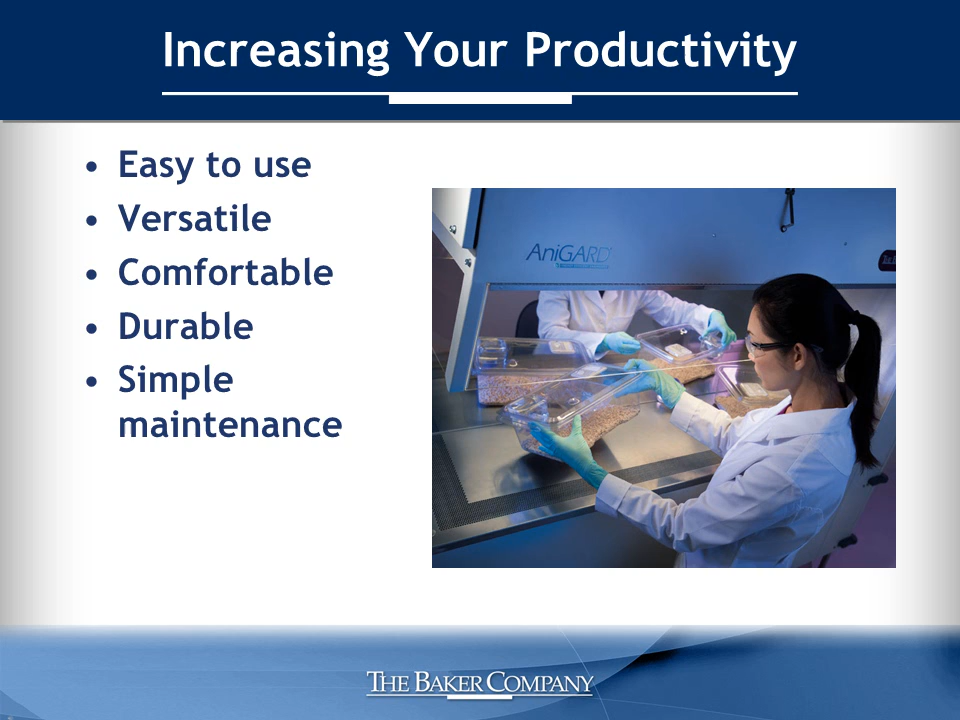 Increasing Your Productivity
• Easy to use
• Versatile
• Comfortable
• Durable
• Simple
maintenance
AniGARD
THE BAKER COMPANY